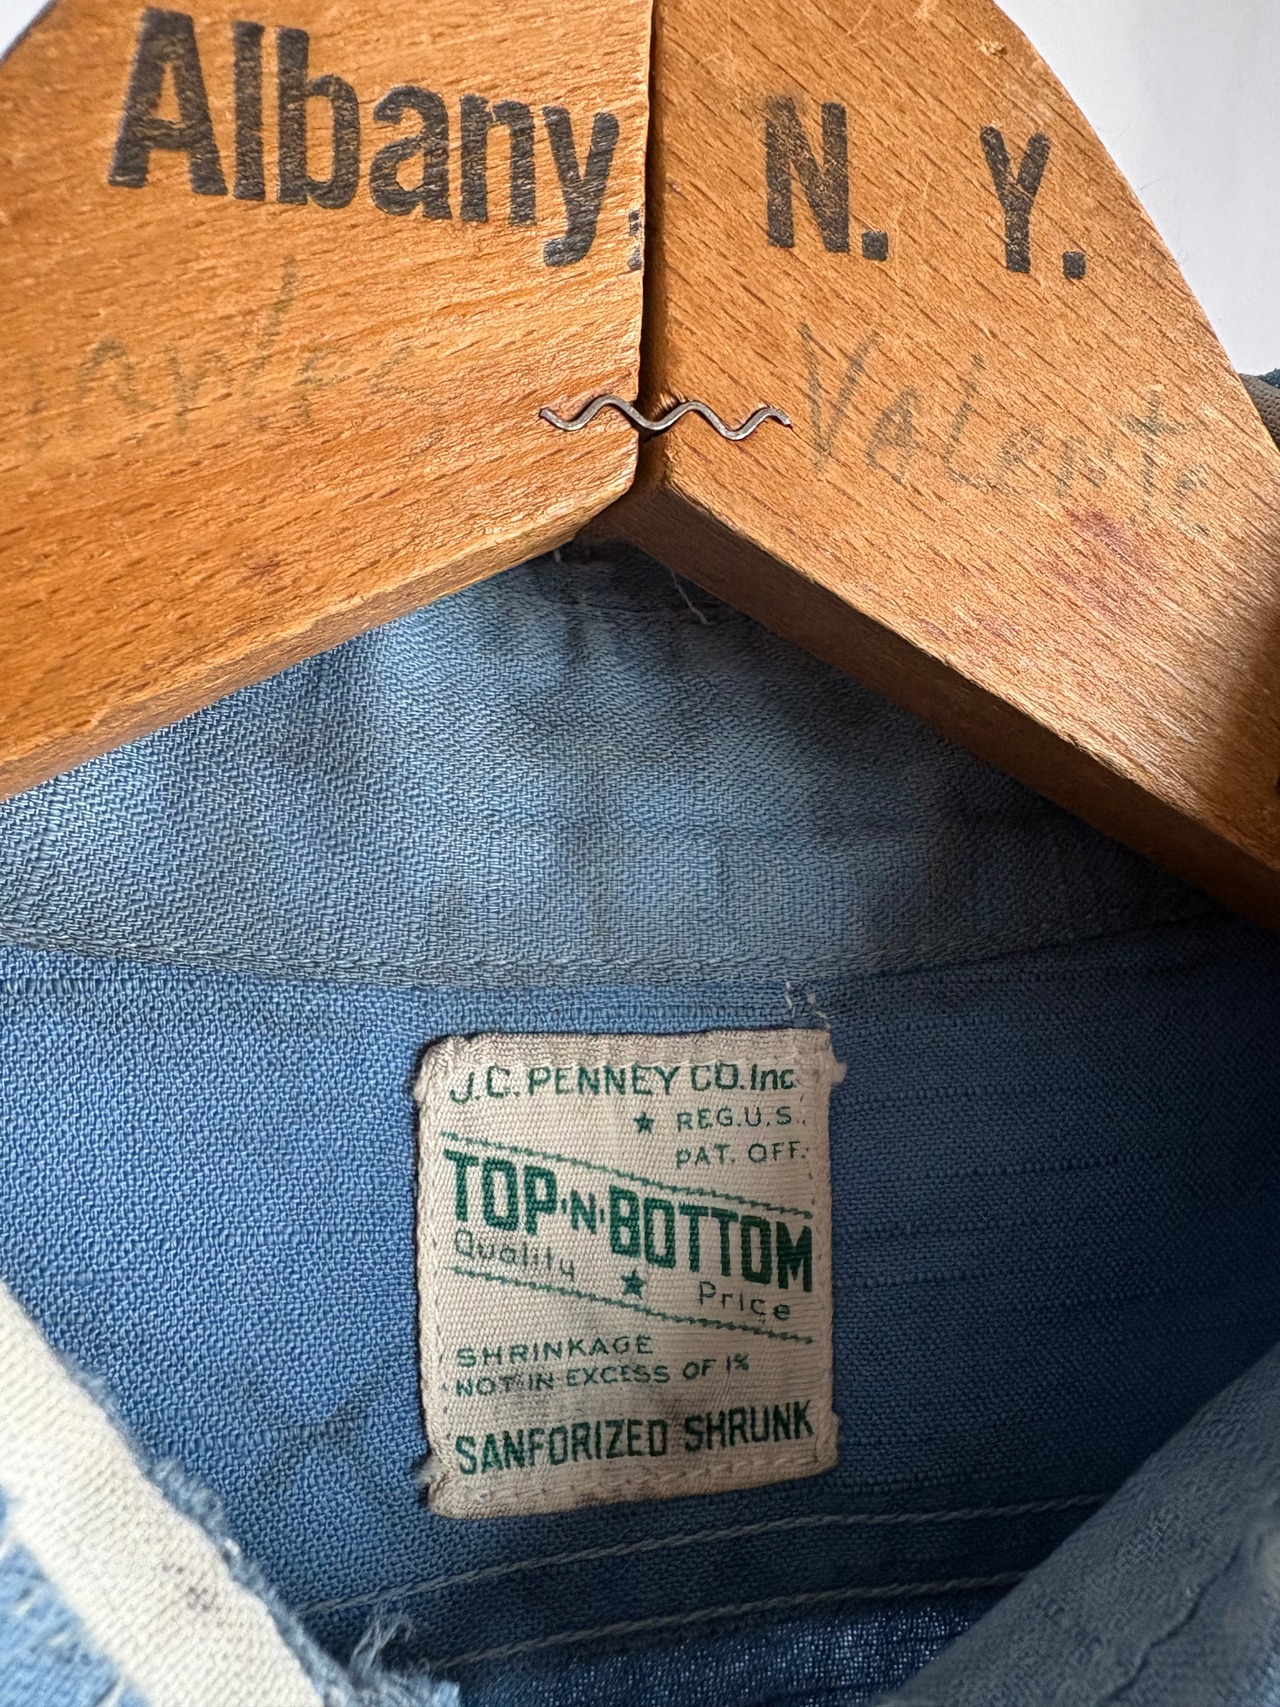 Albany, N. Y.
Valent.
J.C. PENNEY CO. Inc.
★ REG. U.S.
PAT. OFF.
TOP-'N'-BOTTOM
Quality ★ Price
SHRINKAGE
NOT IN EXCESS OF 1%
SANFORIZED SHRUNK